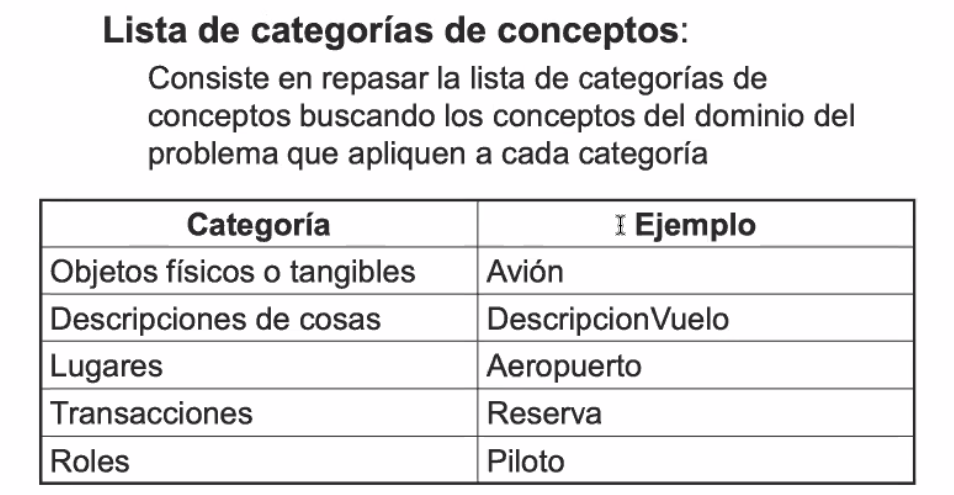 Lista de categorías de conceptos:
Consiste en repasar la lista de categorías de
conceptos buscando los conceptos del dominio del
problema que apliquen a cada categoría
Categoría Ejemplo
Objetos físicos o tangibles Avión
Descripciones de cosas DescripcionVuelo
Lugares Aeropuerto
Transacciones Reserva
Roles Piloto